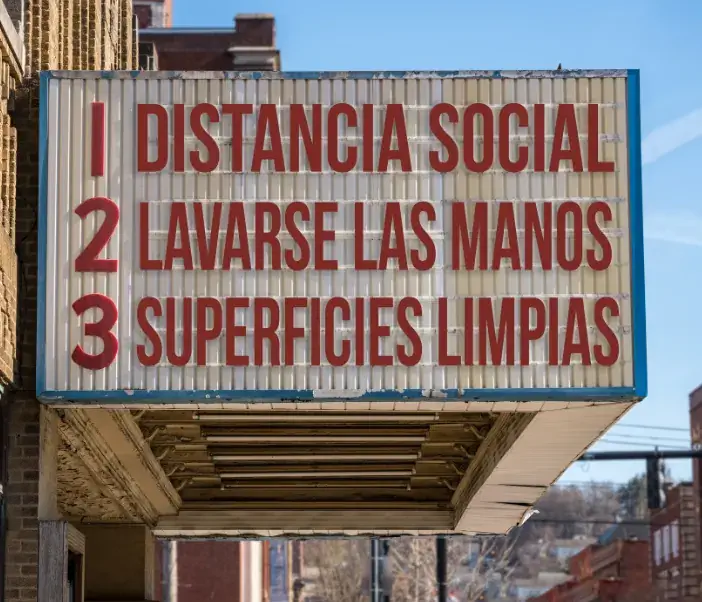 1 DISTANCIA SOCIAL
2 LAVARSE LAS MANOS
3 SUPERFICIES LIMPIAS